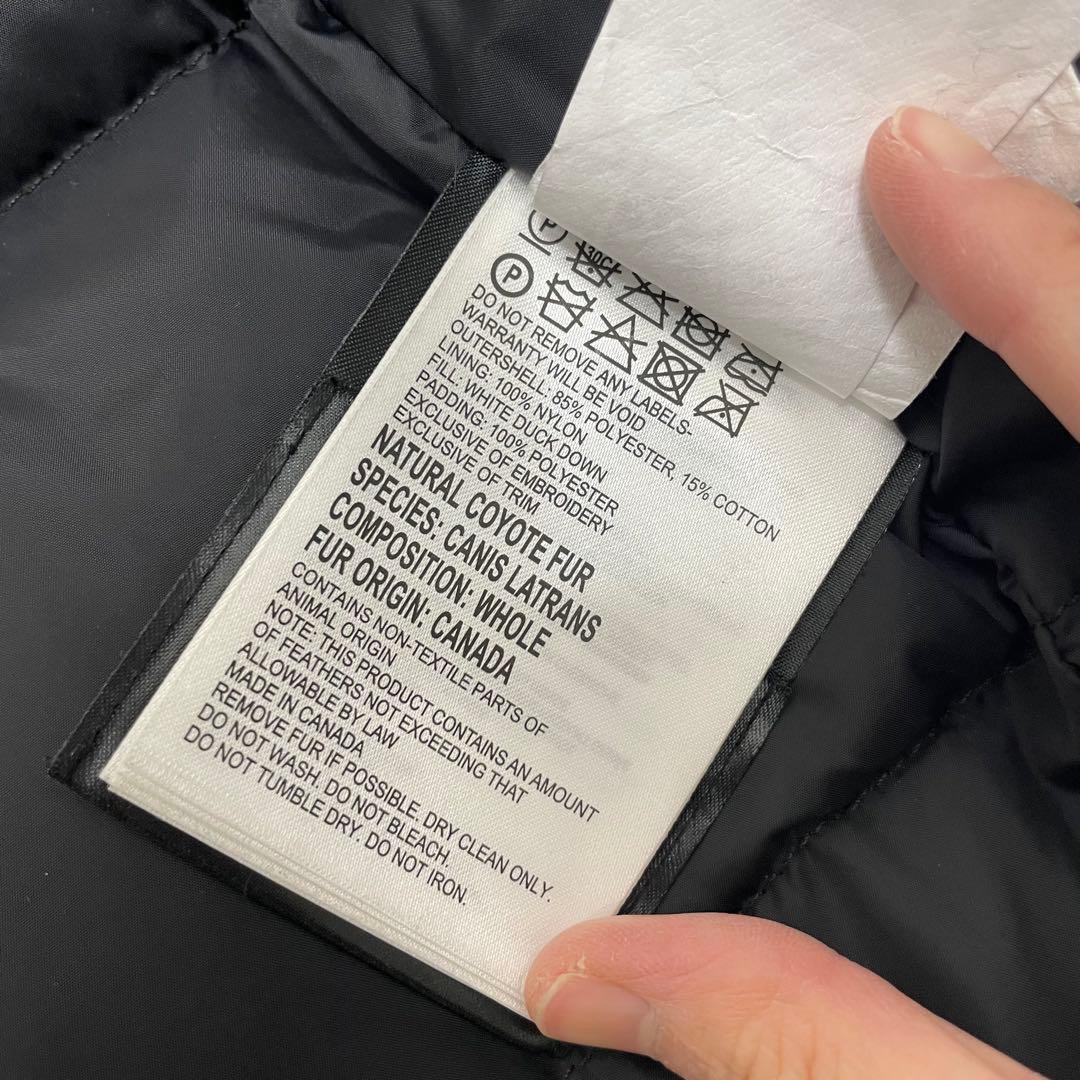 P
30C
P
DO NOT REMOVE ANY LABELS-
WARRANTY WILL BE VOID
OUTERSHELL: 85% POLYESTER, 15% COTTON
LINING: 100% NYLON
FILL: WHITE DUCK DOWN
PADDING: 100% POLYESTER
EXCLUSIVE OF EMBROIDERY
EXCLUSIVE OF TRIM
NATURAL COYOTE FUR
SPECIES: CANIS LATRANS
COMPOSITION: WHOLE
FUR ORIGIN: CANADA
CONTAINS NON-TEXTILE PARTS OF
ANIMAL ORIGIN
NOTE: THIS PRODUCT CONTAINS AN AMOUNT
OF FEATHERS NOT EXCEEDING THAT
ALLOWABLE BY LAW
MADE IN CANADA
REMOVE FUR IF POSSIBLE. DRY CLEAN ONLY.
DO NOT WASH. DO NOT BLEACH.
DO NOT TUMBLE DRY. DO NOT IRON.